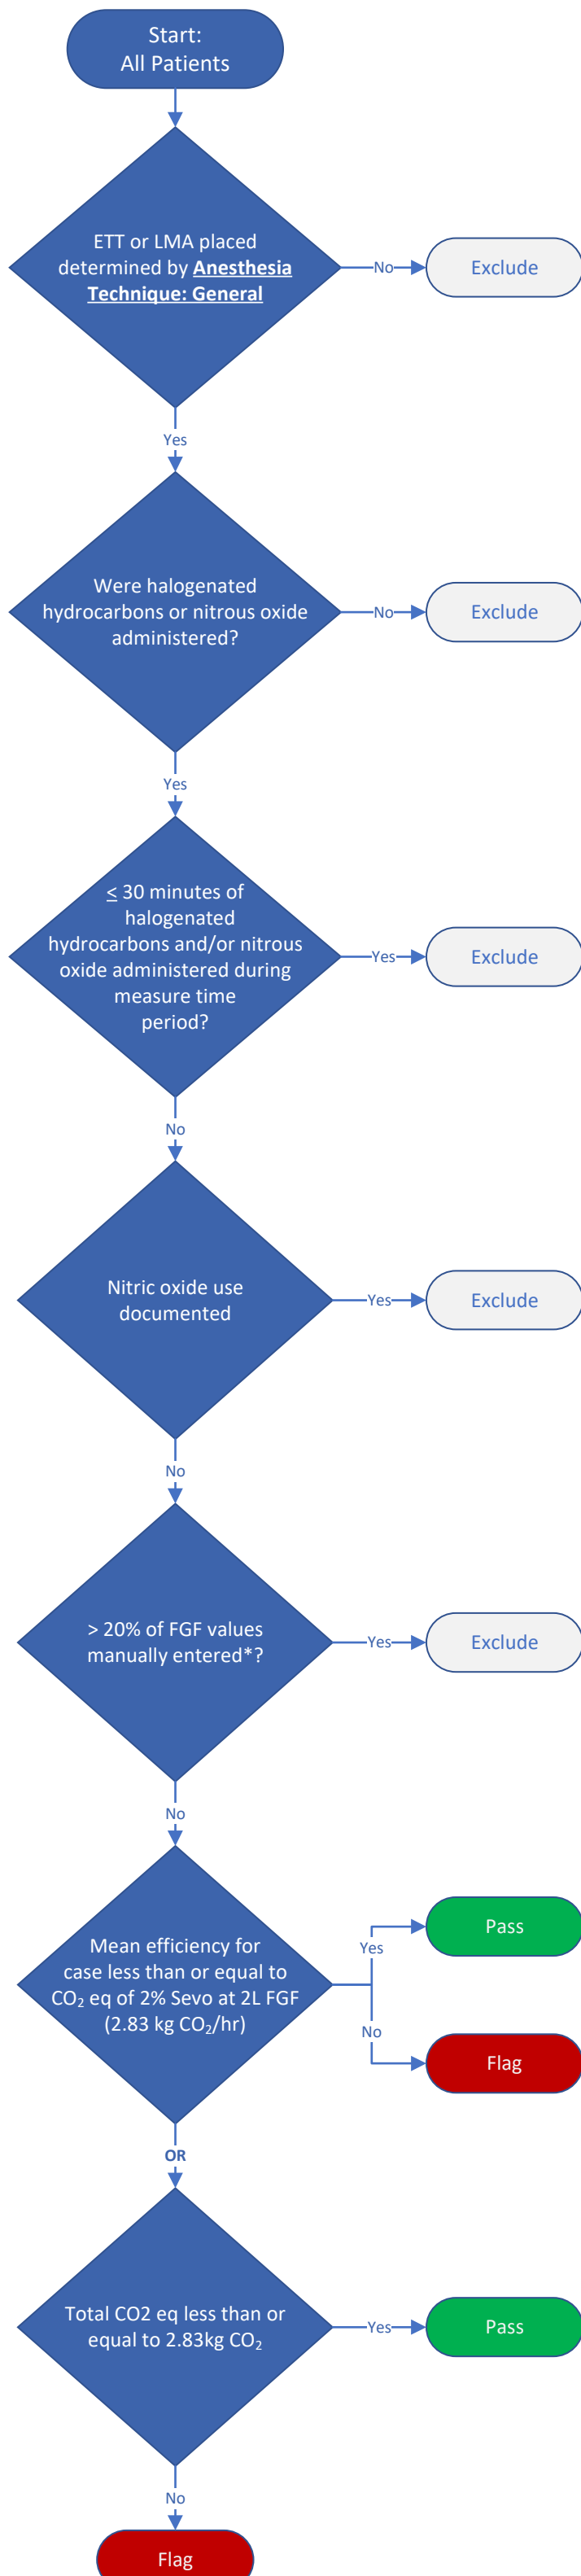 Start:
All Patients
ETT or LMA placed
determined by Anesthesia
Technique: General
No
Exclude
Yes
Were halogenated
hydrocarbons or nitrous oxide
administered?
No
Exclude
Yes
≤ 30 minutes of
halogenated
hydrocarbons and/or nitrous
oxide administered during
measure time
period?
Yes
Exclude
No
Nitric oxide use
documented
Yes
Exclude
No
> 20% of FGF values
manually entered*?
Yes
Exclude
No
Mean efficiency for
case less than or equal to
CO₂ eq of 2% Sevo at 2L FGF
(2.83 kg CO₂/hr)
Yes
Pass
No
Flag
OR
Total CO2 eq less than or
equal to 2.83kg CO₂
Yes
Pass
No
Flag